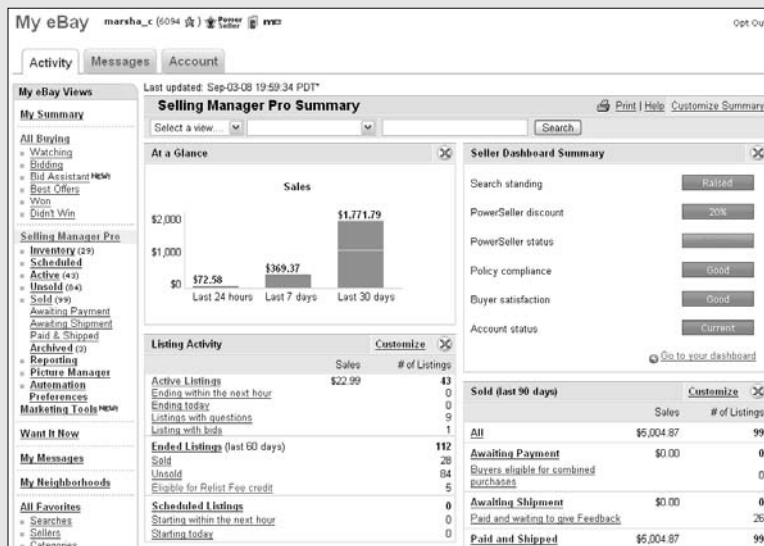 My eBay marsha_c (6094) Power Seller me
Opt Ou
Activity Messages Account
My eBay Views
My Summary
All Buying
Watching
Bidding
Bid Assistant NEW!
Best Offers
Won
Didn't Win
Selling Manager Pro
Inventory (29)
Scheduled
Active (43)
Unsold (84)
Sold (99)
Awaiting Payment
Awaiting Shipment
Paid & Shipped
Archived (3)
Reporting
Picture Manager
Automation
Preferences
Marketing Tools NEW!
Want It Now
My Messages
My Neighborhoods
All Favorites
Searches
Sellers
Categories
Last updated: Sep-03-08 19:59:34 PDT*
Selling Manager Pro Summary
Print | Help Customize Summary
Select a view....
Search
At a Glance
Sales
$2,000
$1,000
$0
$72.58
$369.37
$1,771.79
Last 24 hours Last 7 days Last 30 days
Listing Activity Customize
Sales # of Listings
Active Listings $22.99 43
Ending within the next hour 0
Ending today 0
Listings with questions 9
Listing with bids 1
Ended Listings (last 60 days) 112
Sold 28
Unsold 84
Eligible for Relist Fee credit 5
Scheduled Listings 0
Starting within the next hour 0
Starting today 0
Seller Dashboard Summary
Search standing Raised
PowerSeller discount 20%
PowerSeller status
Policy compliance Good
Buyer satisfaction Good
Account status Current
Go to your dashboard
Sold (last 90 days) Customize
Sales # of Listings
All $5,004.87 99
Awaiting Payment $0.00 0
Buyers eligible for combined
purchases 0
Awaiting Shipment $0.00 0
Paid and waiting to give Feedback 26
Paid and Shipped $5,004.87 99